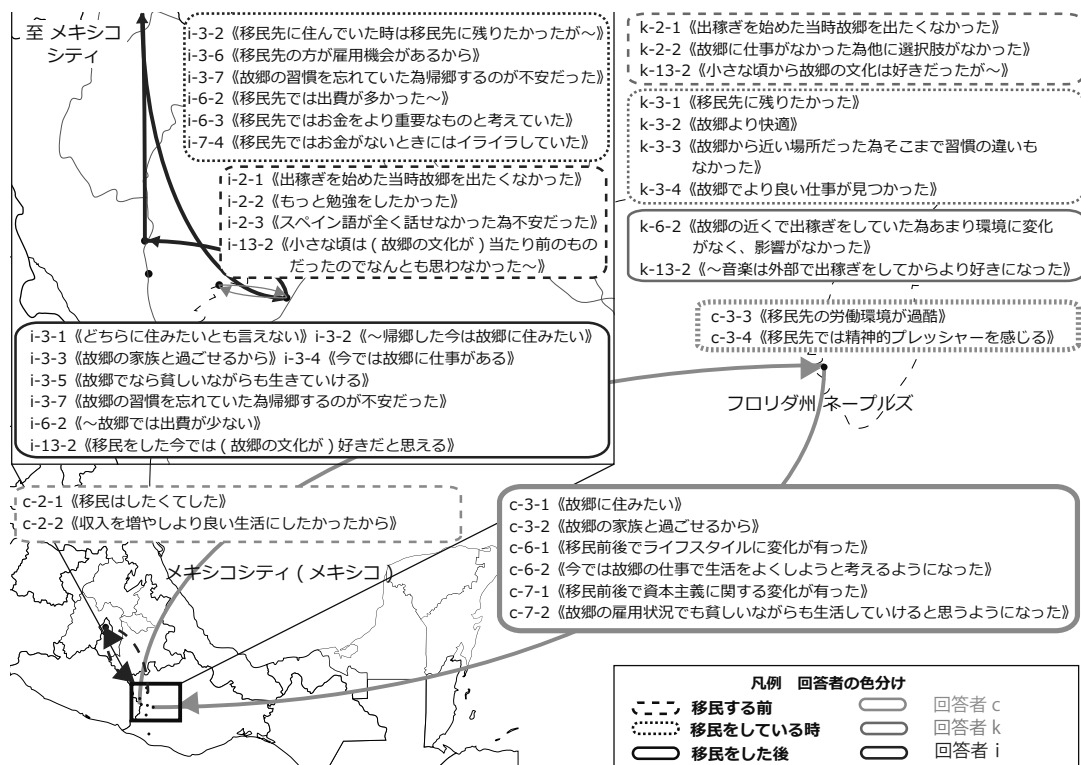 至 メキシコ
シティ
i-3-2《移民先に住んでいた時は移民先に残りたかったが～》
i-3-6《移民先の方が雇用機会があるから》
i-3-7《故郷の習慣を忘れていた為帰郷するのが不安だった》
i-6-2《移民先では出費が多かった～》
i-6-3《移民先ではお金をより重要なものと考えていた》
i-7-4《移民先ではお金がないときにはイライラしていた》
i-2-1《出稼ぎを始めた当時故郷を出たくなかった》
i-2-2《もっと勉強をしたかった》
i-2-3《スペイン語が全く話せなかった為不安だった》
i-13-2《小さな頃は ( 故郷の文化が ) 当たり前のもの
だったのでなんとも思わなかった～》
k-2-1《出稼ぎを始めた当時故郷を出たくなかった》
k-2-2《故郷に仕事がなかった為他に選択肢がなかった》
k-13-2《小さな頃から故郷の文化は好きだったが～》
k-3-1《移民先に残りたかった》
k-3-2《故郷より快適》
k-3-3《故郷から近い場所だった為そこまで習慣の違いも
なかった》
k-3-4《故郷でより良い仕事が見つかった》
k-6-2《故郷の近くで出稼ぎをしていた為あまり環境に変化
がなく、影響がなかった》
k-13-2《～音楽は外部で出稼ぎをしてからより好きになった》
c-3-3《移民先の労働環境が過酷》
c-3-4《移民先では精神的プレッシャーを感じる》
フロリダ州 ネープルズ
i-3-1《どちらに住みたいとも言えない》 i-3-2《～帰郷した今は故郷に住みたい》
i-3-3《故郷の家族と過ごせるから》 i-3-4《今では故郷に仕事がある》
i-3-5《故郷でなら貧しいながらも生きていける》
i-3-7《故郷の習慣を忘れていた為帰郷するのが不安だった》
i-6-2《～故郷では出費が少ない》
i-13-2《移民をした今では ( 故郷の文化が ) 好きだと思える》
c-2-1《移民はしたくてした》
c-2-2《収入を増やしより良い生活にしたかったから》
メキシコシティ ( メキシコ )
c-3-1《故郷に住みたい》
c-3-2《故郷の家族と過ごせるから》
c-6-1《移民前後でライフスタイルに変化が有った》
c-6-2《今では故郷の仕事で生活をよくしようと考えるようになった》
c-7-1《移民前後で資本主義に関する変化が有った》
c-7-2《故郷の雇用状況でも貧しいながらも生活していけると思うようになった》
凡例 回答者の色分け
移民する前 回答者 c
移民をしている時 回答者 k
移民をした後 回答者 i